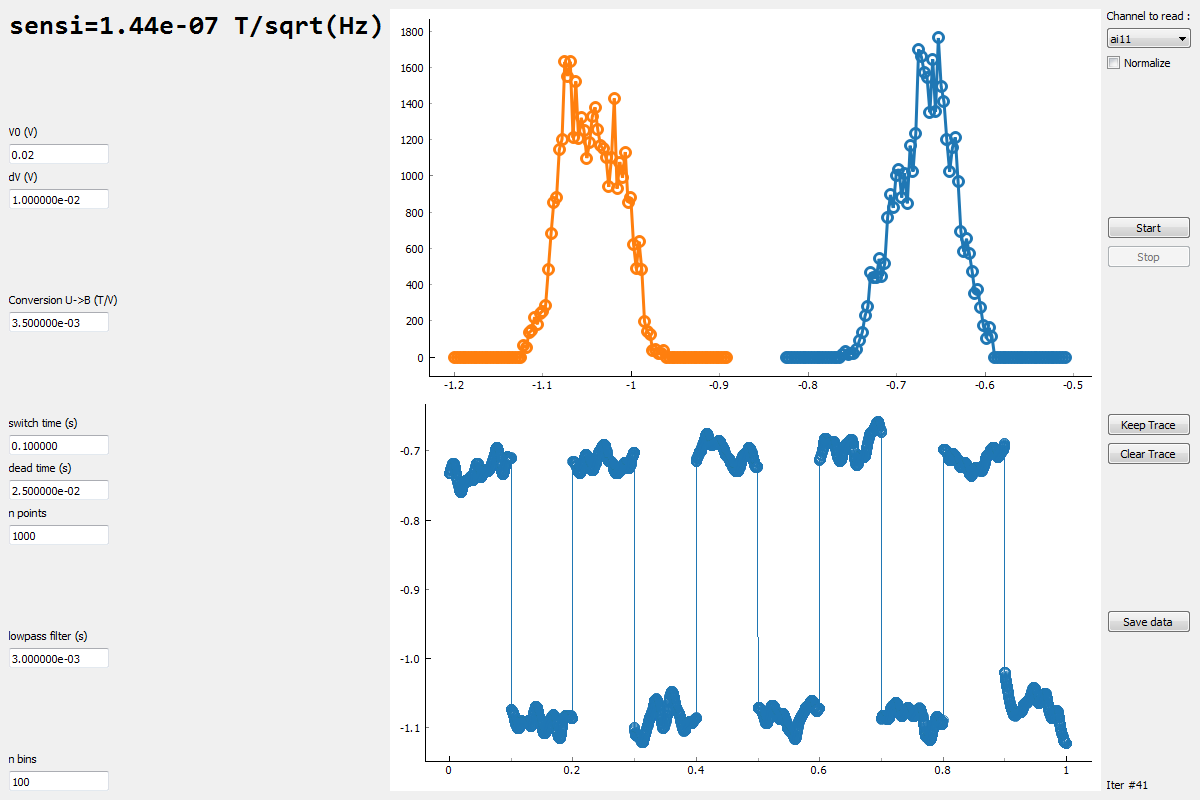 sensi=1.44e-07 T/sqrt(Hz)
V0 (V)
0.02
dV (V)
1.000000e-02
Conversion U->B (T/V)
3.500000e-03
switch time (s)
0.100000
dead time (s)
2.500000e-02
n points
1000
lowpass filter (s)
3.000000e-03
n bins
100
1800
1600
1400
1200
1000
800
600
400
200
0
-1.2 -1.1 -1 -0.9 -0.8 -0.7 -0.6 -0.5
-0.7
-0.8
-0.9
-1.0
-1.1
0 0.2 0.4 0.6 0.8 1
Channel to read :
ai11
Normalize
Start
Stop
Keep Trace
Clear Trace
Save data
Iter #41